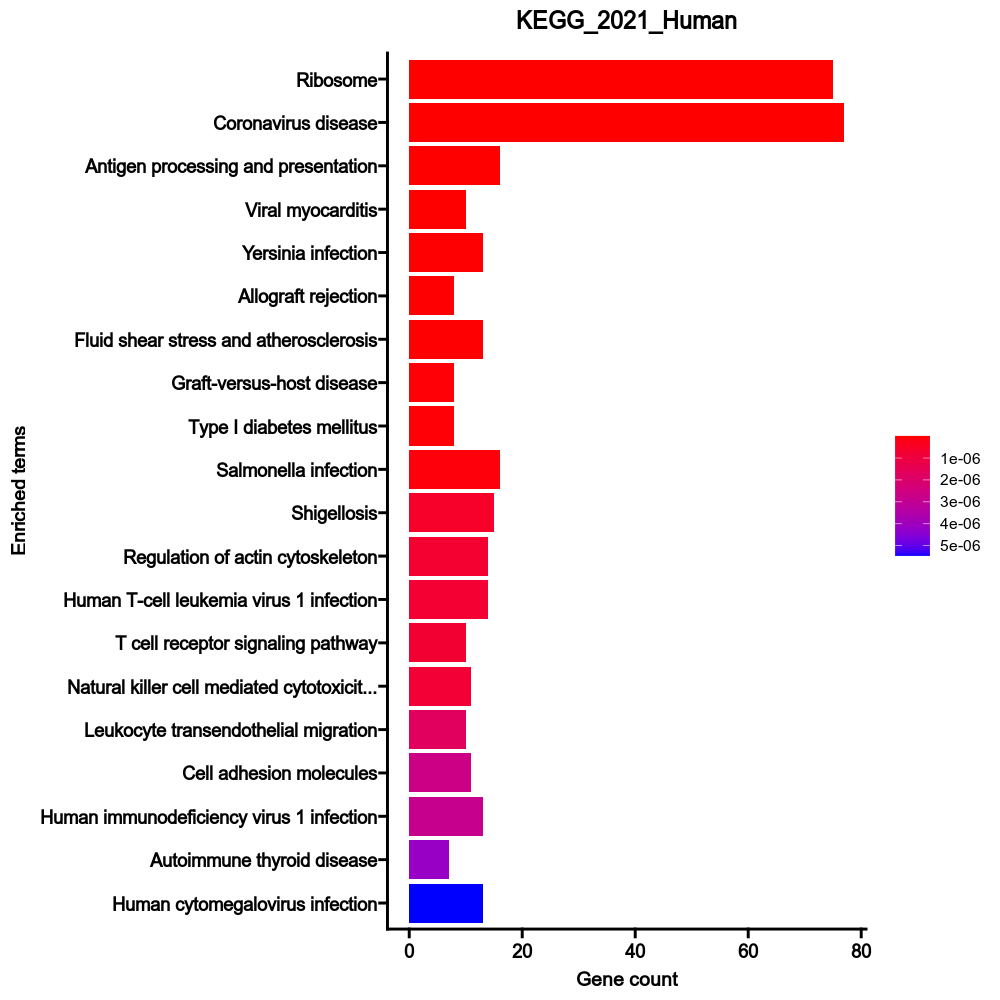 KEGG_2021_Human
Ribosome
Coronavirus disease
Antigen processing and presentation
Viral myocarditis
Yersinia infection
Allograft rejection
Fluid shear stress and atherosclerosis
Graft-versus-host disease
Type I diabetes mellitus
Salmonella infection
Shigellosis
Regulation of actin cytoskeleton
Human T-cell leukemia virus 1 infection
T cell receptor signaling pathway
Natural killer cell mediated cytotoxicit...
Leukocyte transendothelial migration
Cell adhesion molecules
Human immunodeficiency virus 1 infection
Autoimmune thyroid disease
Human cytomegalovirus infection
Enriched terms
0 20 40 60 80
Gene count
1e-06
2e-06
3e-06
4e-06
5e-06